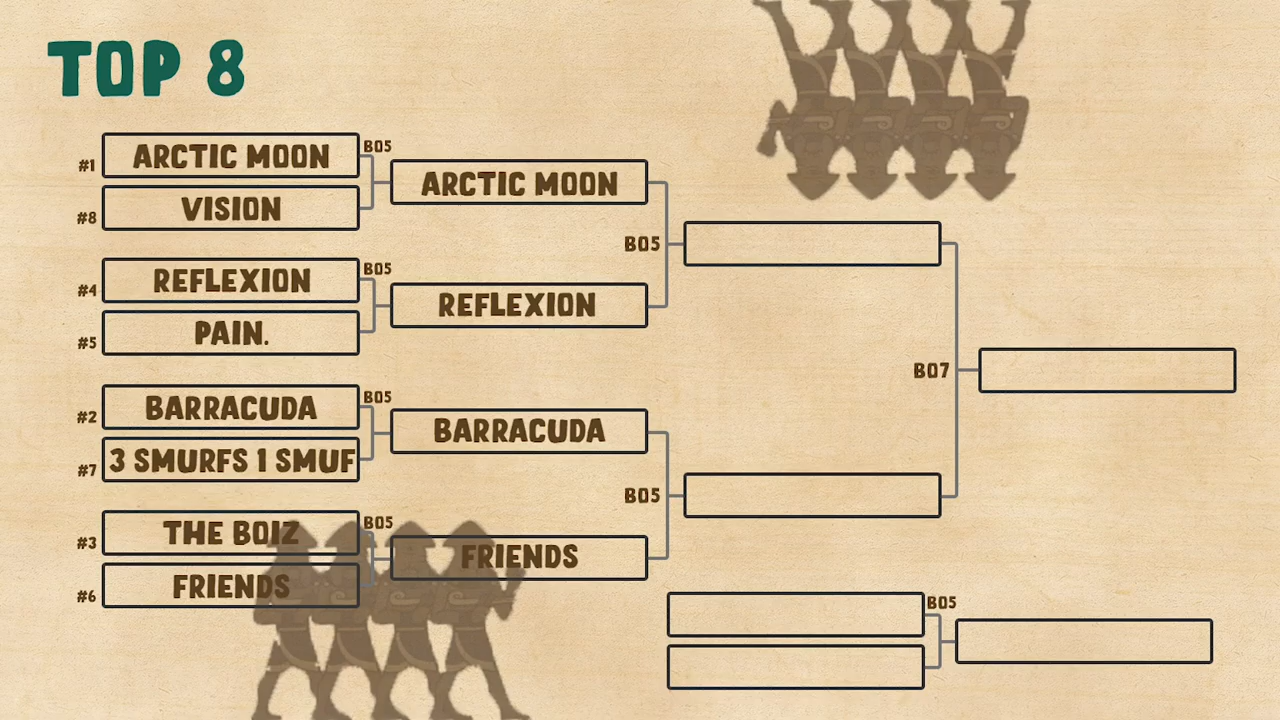 TOP 8
#1 ARCTIC MOON
BO5
#8 VISION
ARCTIC MOON
#4 REFLEXION
BO5
#5 PAIN.
REFLEXION
BO5
#2 BARRACUDA
BO5
#7 3 SMURFS 1 SMUF
BARRACUDA
#3 THE BOIZ
BO5
#6 FRIENDS
FRIENDS
BO5
BO7
BO5